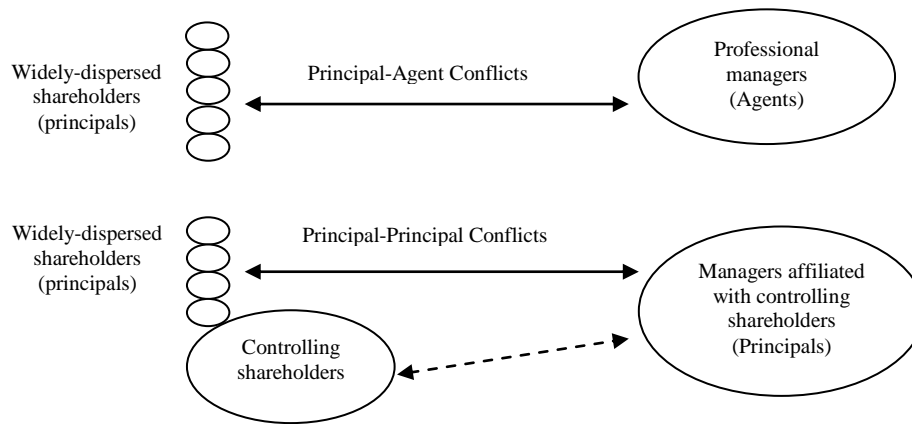 Widely-dispersed
shareholders
(principals)
Principal-Agent Conflicts
Professional
managers
(Agents)
Widely-dispersed
shareholders
(principals)
Principal-Principal Conflicts
Managers affiliated
with controlling
shareholders
(Principals)
Controlling
shareholders